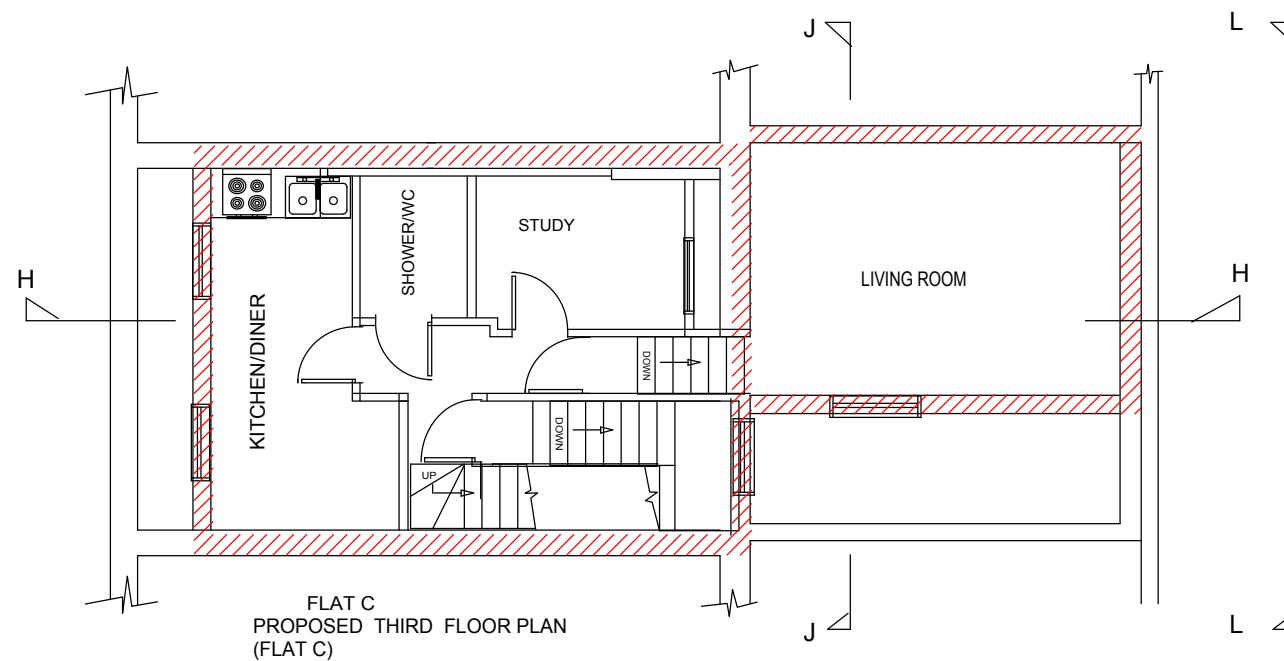 J
L
STUDY
SHOWER/WC
H
LIVING ROOM
H
KITCHEN/DINER
DOWN
DOWN
UP
FLAT C
PROPOSED THIRD FLOOR PLAN
(FLAT C)
J
L